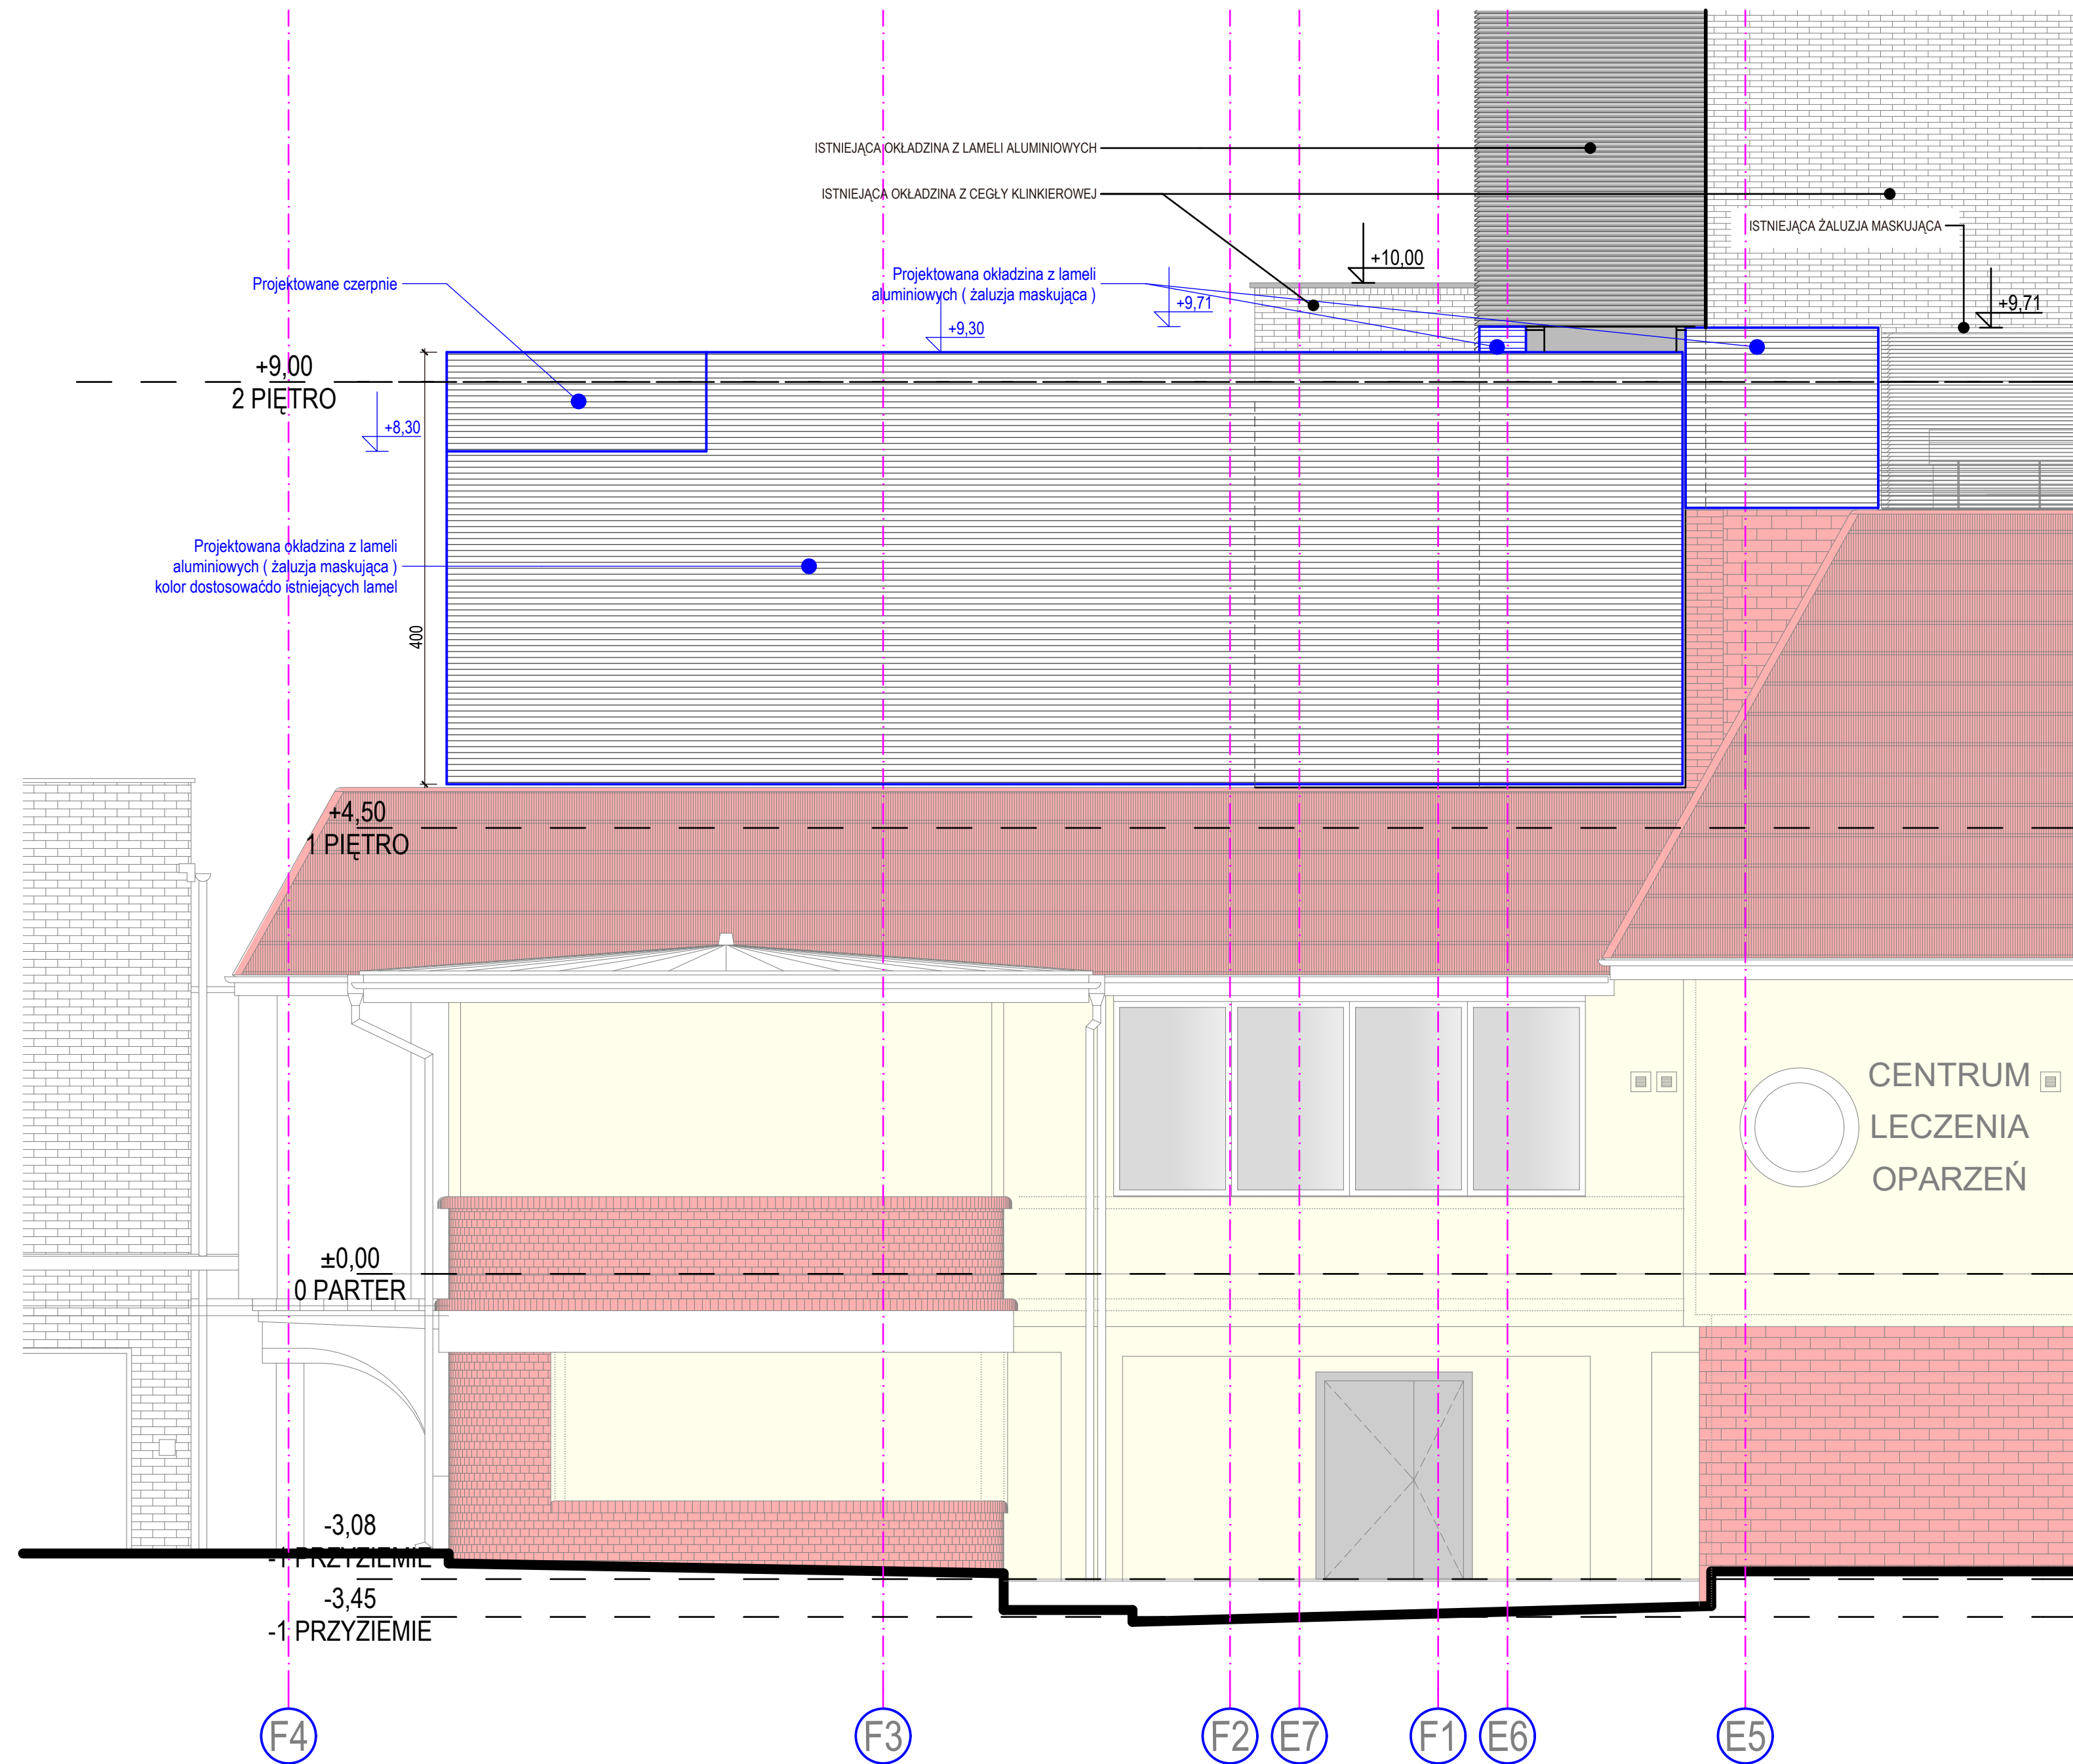 ISTNIEJĄCA OKŁADZINA Z LAMELI ALUMINIOWYCH
ISTNIEJĄCA OKŁADZINA Z CEGŁY KLINKIEROWEJ
ISTNIEJĄCA ŻALUZJA MASKUJĄCA
+10,00
Projektowana okładzina z lameli
aluminiowych ( żaluzja maskująca )
Projektowane czerpnie
+9,71
+9,71
+9,30
+9,00
2 PIĘTRO
+8,30
Projektowana okładzina z lameli
aluminiowych ( żaluzja maskująca )
kolor dostosowaćdo istniejących lamel
400
+4,50
1 PIĘTRO
CENTRUM
LECZENIA
OPARZEŃ
±0,00
0 PARTER
-3,08
-1 PRZYZIEMIE
-3,45
-1 PRZYZIEMIE
F4
F3
F2
E7
F1
E6
E5